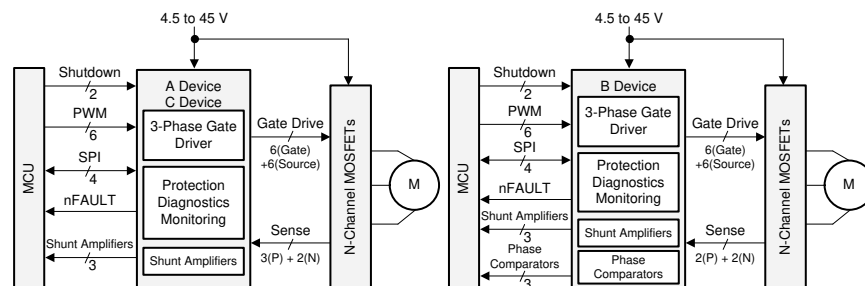 4.5 to 45 V
MCU
Shutdown
2
PWM
6
SPI
4
nFAULT
Shunt Amplifiers
3
A Device
C Device
3-Phase Gate
Driver
Protection
Diagnostics
Monitoring
Shunt Amplifiers
Gate Drive
6(Gate)
+6(Source)
Sense
3(P) + 2(N)
N-Channel MOSFETs
M
4.5 to 45 V
MCU
Shutdown
2
PWM
6
SPI
4
nFAULT
Shunt Amplifiers
3
Phase
Comparators
3
B Device
3-Phase Gate
Driver
Protection
Diagnostics
Monitoring
Shunt Amplifiers
Phase
Comparators
Gate Drive
6(Gate)
+6(Source)
Sense
2(P) + 2(N)
N-Channel MOSFETs
M